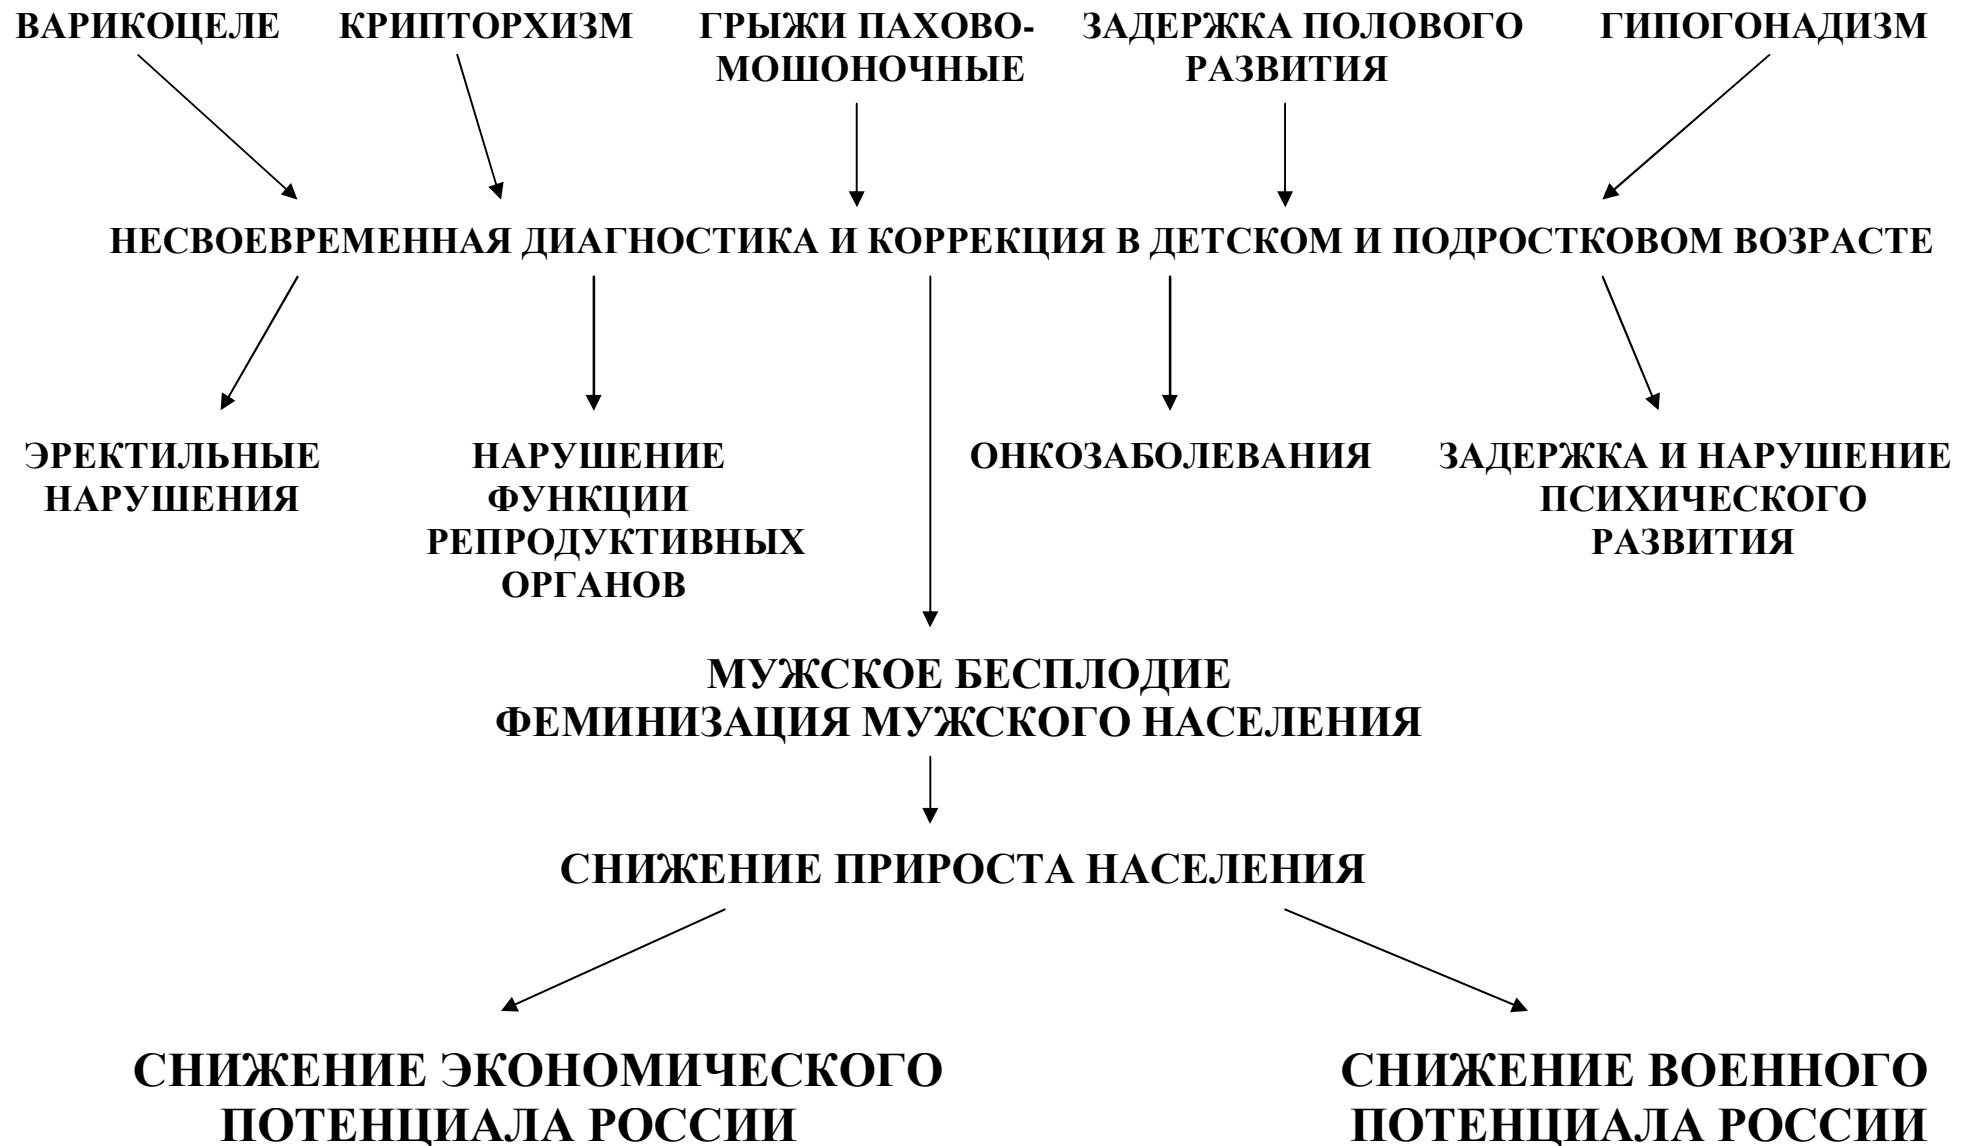 ВАРИКОЦЕЛЕ КРИПТОРХИЗМ ГРЫЖИ ПАХОВО-
МОШОНОЧНЫЕ
ЗАДЕРЖКА ПОЛОВОГО
РАЗВИТИЯ
ГИПОГОНАДИЗМ
НЕСВОЕВРЕМЕННАЯ ДИАГНОСТИКА И КОРРЕКЦИЯ В ДЕТСКОМ И ПОДРОСТКОВОМ ВОЗРАСТЕ
ЭРЕКТИЛЬНЫЕ
НАРУШЕНИЯ
НАРУШЕНИЕ
ФУНКЦИИ
РЕПРОДУКТИВНЫХ
ОРГАНОВ
ОНКОЗАБОЛЕВАНИЯ
ЗАДЕРЖКА И НАРУШЕНИЕ
ПСИХИЧЕСКОГО
РАЗВИТИЯ
МУЖСКОЕ БЕСПЛОДИЕ
ФЕМИНИЗАЦИЯ МУЖСКОГО НАСЕЛЕНИЯ
СНИЖЕНИЕ ПРИРОСТА НАСЕЛЕНИЯ
СНИЖЕНИЕ ЭКОНОМИЧЕСКОГО
ПОТЕНЦИАЛА РОССИИ
СНИЖЕНИЕ ВОЕННОГО
ПОТЕНЦИАЛА РОССИИ